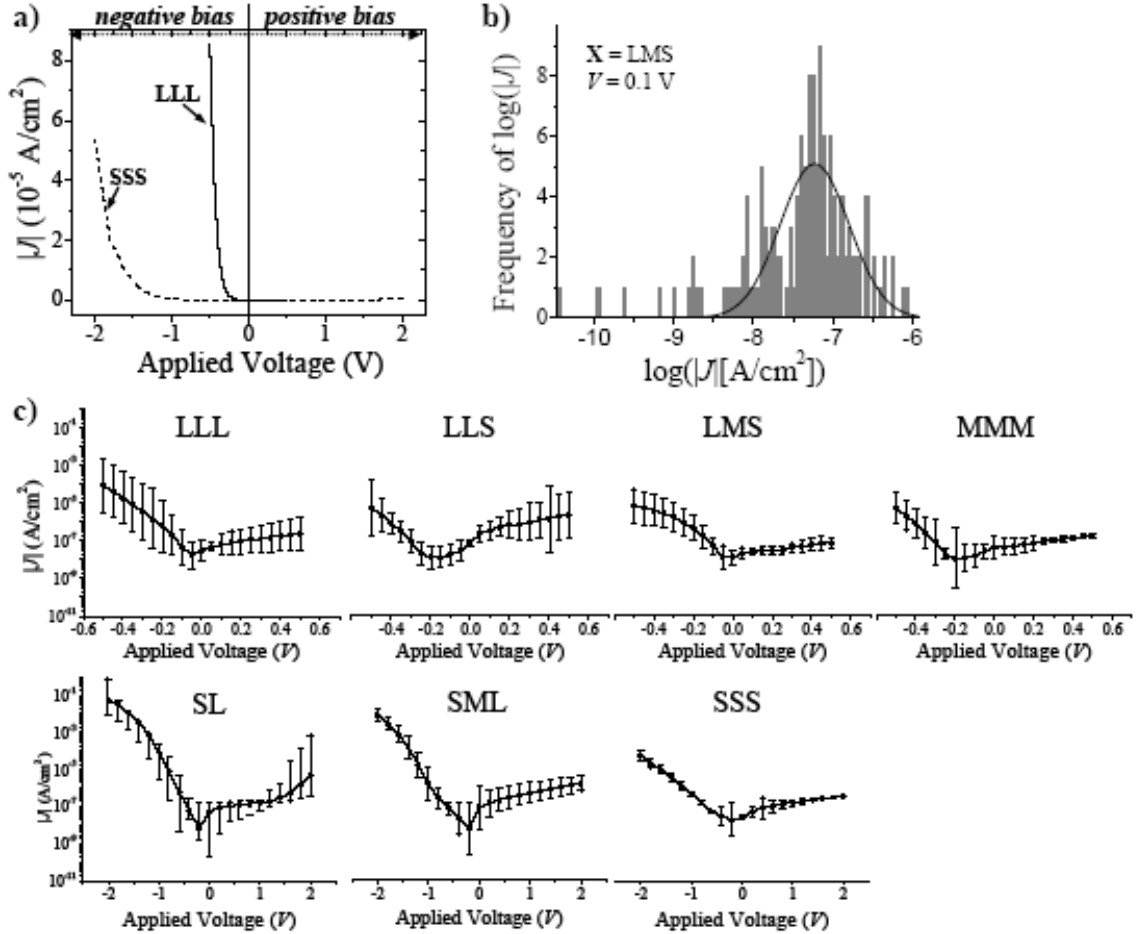 a)
negative bias positive bias
|J| (10⁻⁵ A/cm²)
8
6
4
2
0
LLL
SSS
-2 -1 0 1 2
Applied Voltage (V)
b)
X = LMS
V = 0.1 V
Frequency of log(|J|)
8
6
4
2
0
-10 -9 -8 -7 -6
log(|J|[A/cm²])
c)
LLL LLS LMS MMM
|J| (A/cm²)
-0.6 -0.4 -0.2 0.0 0.2 0.4 0.6
-0.4 -0.2 0.0 0.2 0.4 0.6
-0.4 -0.2 0.0 0.2 0.4 0.6
-0.4 -0.2 0.0 0.2 0.4 0.6
Applied Voltage (V) Applied Voltage (V) Applied Voltage (V) Applied Voltage (V)
SL SML SSS
|J| (A/cm²)
-2 -1 0 1 2
-2 -1 0 1 2
-2 -1 0 1 2
Applied Voltage (V) Applied Voltage (V) Applied Voltage (V)